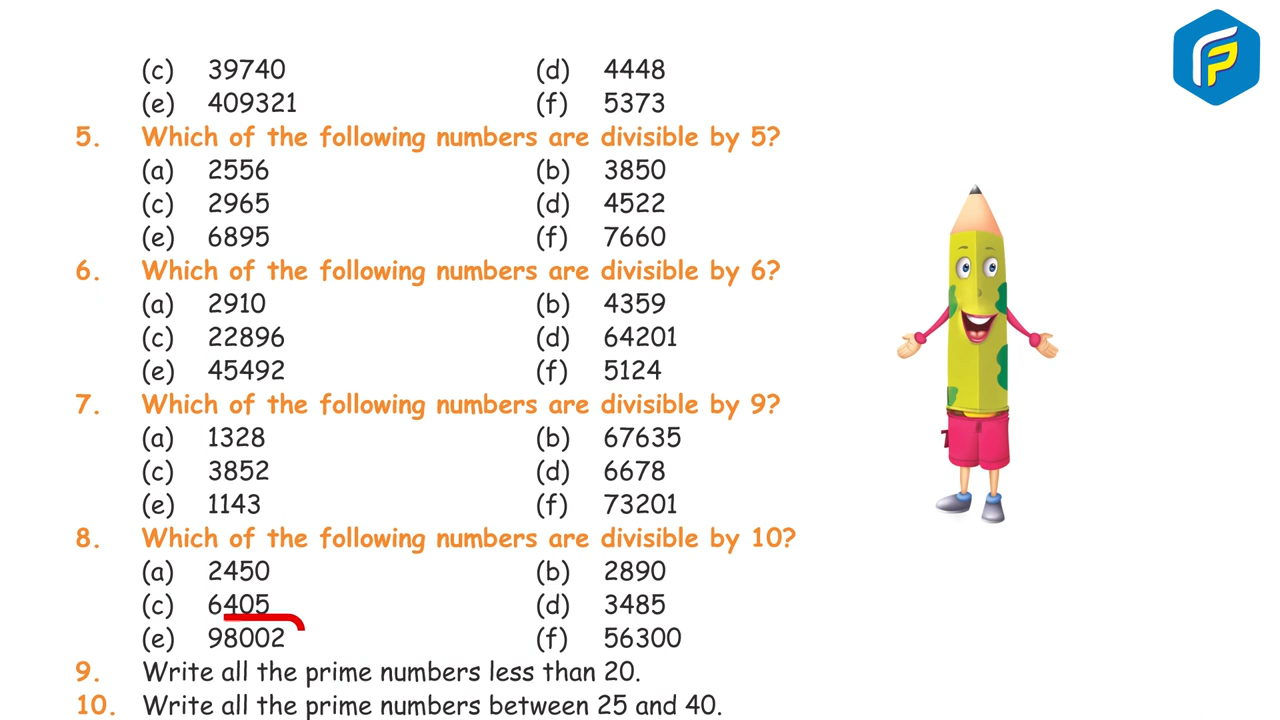 (c) 39740 (d) 4448
(e) 409321 (f) 5373
5. Which of the following numbers are divisible by 5?
(a) 2556 (b) 3850
(c) 2965 (d) 4522
(e) 6895 (f) 7660
6. Which of the following numbers are divisible by 6?
(a) 2910 (b) 4359
(c) 22896 (d) 64201
(e) 45492 (f) 5124
7. Which of the following numbers are divisible by 9?
(a) 1328 (b) 67635
(c) 3852 (d) 6678
(e) 1143 (f) 73201
8. Which of the following numbers are divisible by 10?
(a) 2450 (b) 2890
(c) 6405 (d) 3485
(e) 98002 (f) 56300
9. Write all the prime numbers less than 20.
10. Write all the prime numbers between 25 and 40.